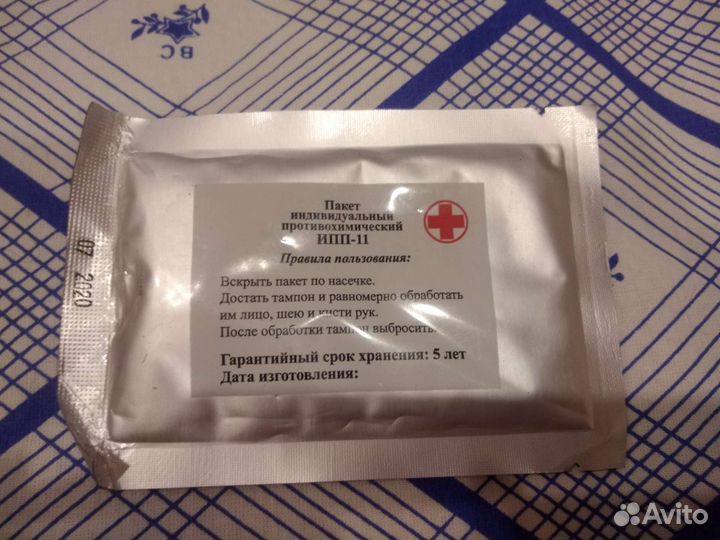 ВС
Пакет
индивидуальный
противохимический
ИПП-11
Правила пользования:
Вскрыть пакет по насечке.
Достать тампон и равномерно обработать
им лицо, шею и кисти рук.
После обработки тампон выбросить.
Гарантийный срок хранения: 5 лет
Дата изготовления:
07 2020
Avito